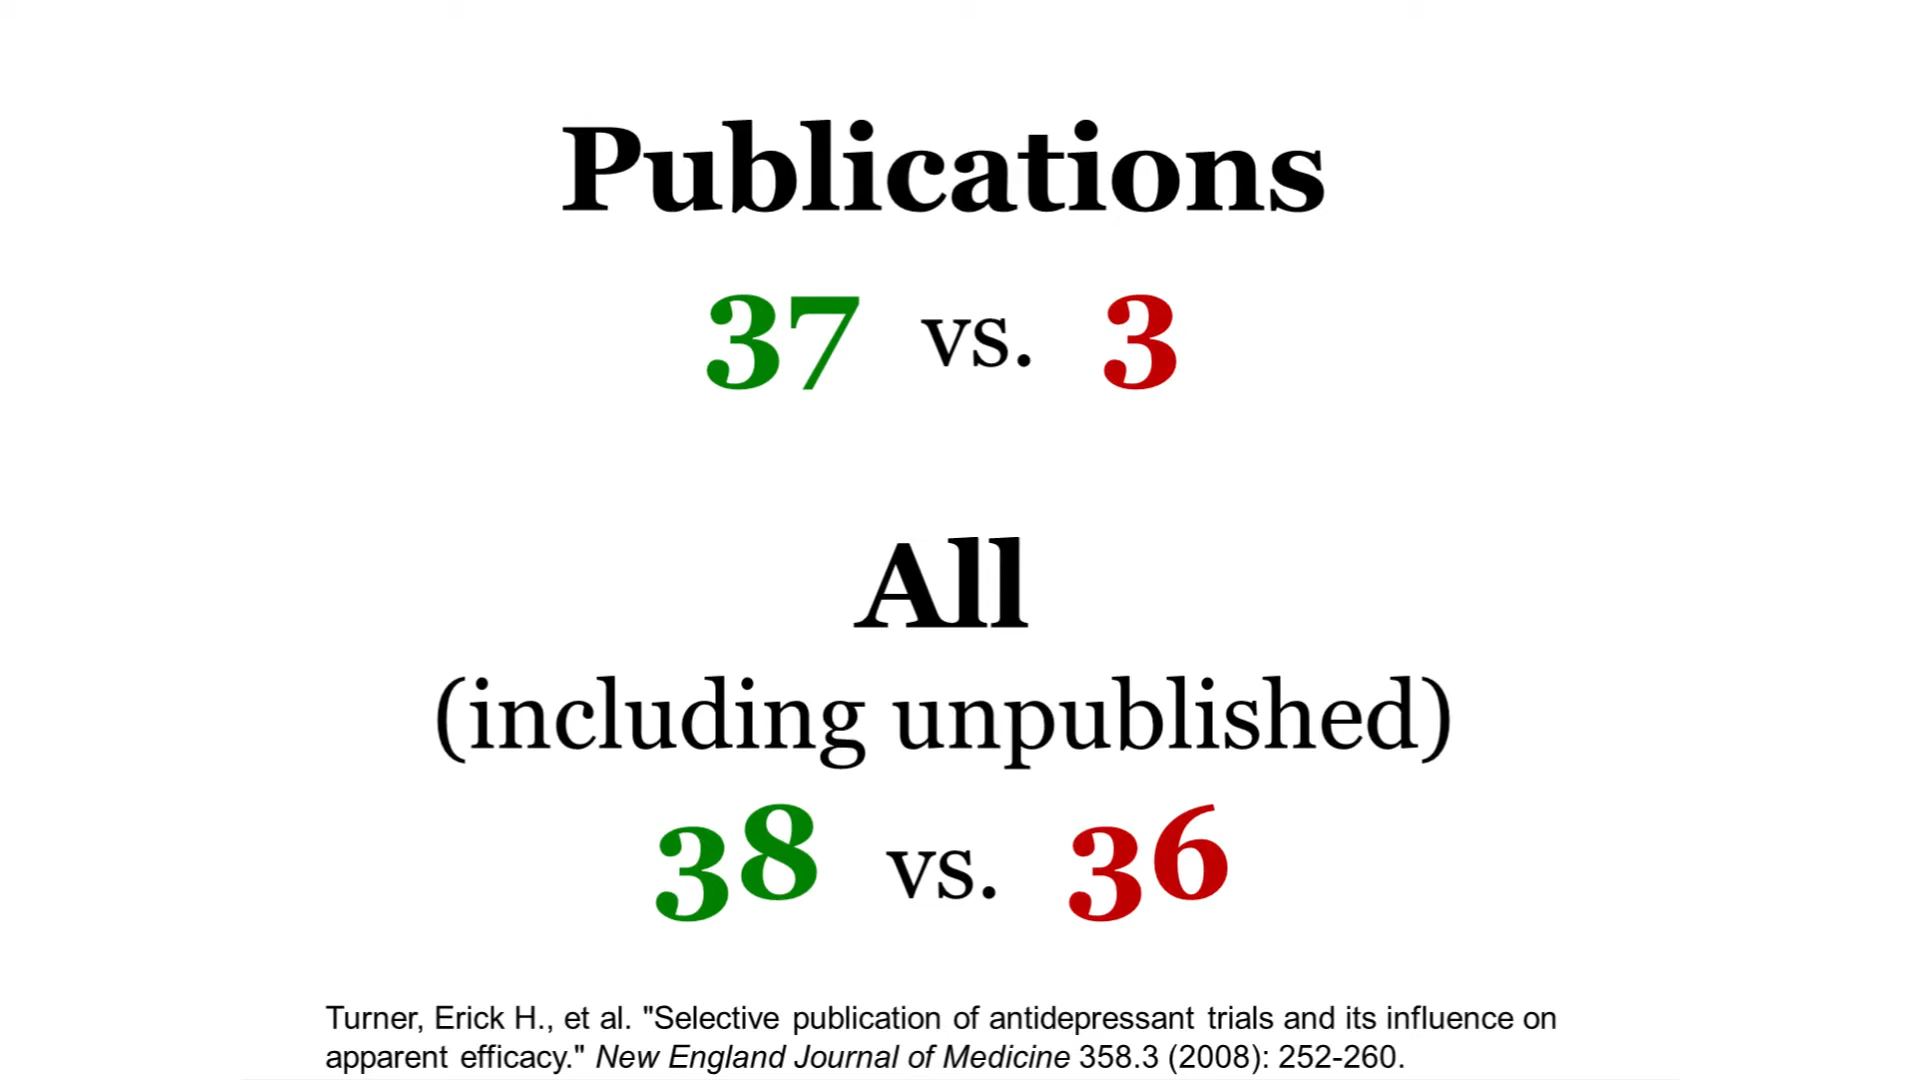 Publications
37 vs. 3
All
(including unpublished)
38 vs. 36
Turner, Erick H., et al. "Selective publication of antidepressant trials and its influence on
apparent efficacy." New England Journal of Medicine 358.3 (2008): 252-260.